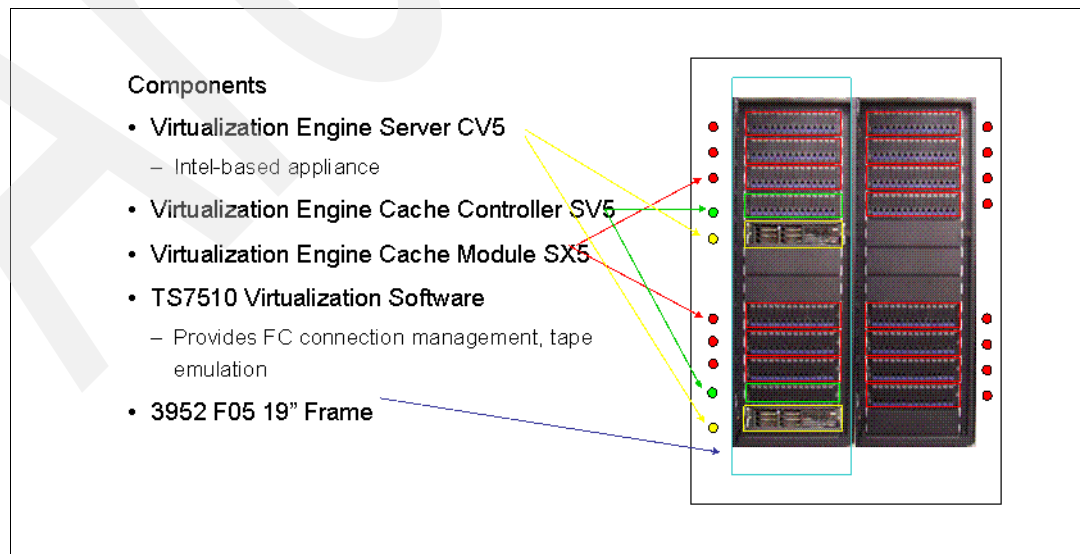 Components
• Virtualization Engine Server CV5
– Intel-based appliance
• Virtualization Engine Cache Controller SV5
• Virtualization Engine Cache Module SX5
• TS7510 Virtualization Software
– Provides FC connection management, tape
emulation
• 3952 F05 19” Frame